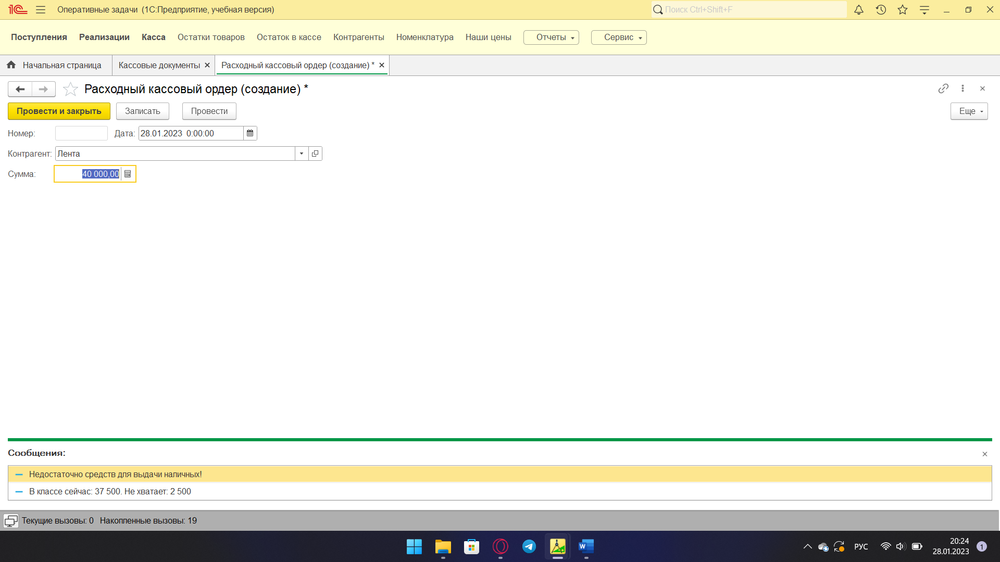 1С Оперативные задачи (1С:Предприятие, учебная версия) Поиск Ctrl+Shift+F
Поступления Реализации Касса Остатки товаров Остаток в кассе Контрагенты Номенклатура Наши цены Отчеты Сервис
Начальная страница Кассовые документы Расходный кассовый ордер (создание) *
Расходный кассовый ордер (создание) *
Провести и закрыть Записать Провести Еще
Номер: Дата: 28.01.2023 0:00:00
Контрагент: Лента
Сумма: 40 000,00
Сообщения:
Недостаточно средств для выдачи наличных!
В классе сейчас: 37 500. Не хватает: 2 500
Текущие вызовы: 0 Накопленные вызовы: 19
W РУС 20:24
28.01.2023 1